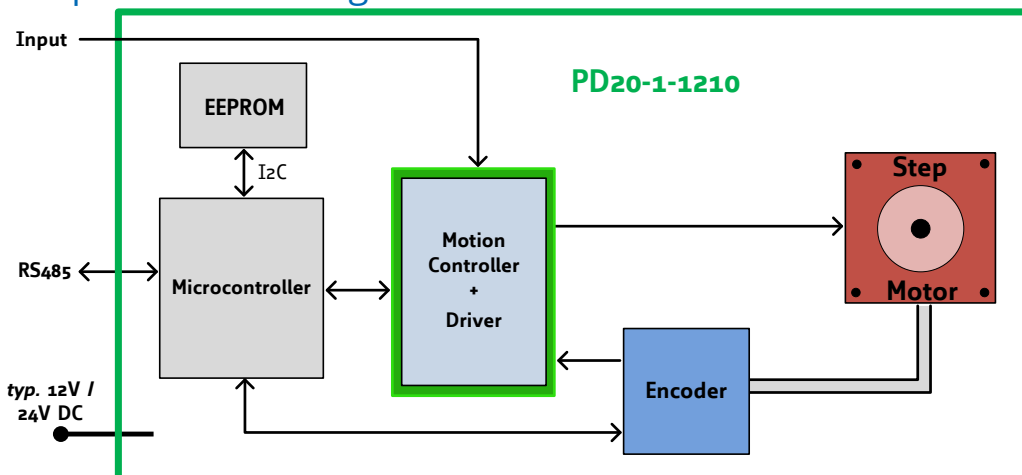 Input
PD20-1-1210
EEPROM
I2C
Step
Motor
Motion
Controller
+
Driver
RS485
Microcontroller
Encoder
typ. 12V /
24V DC